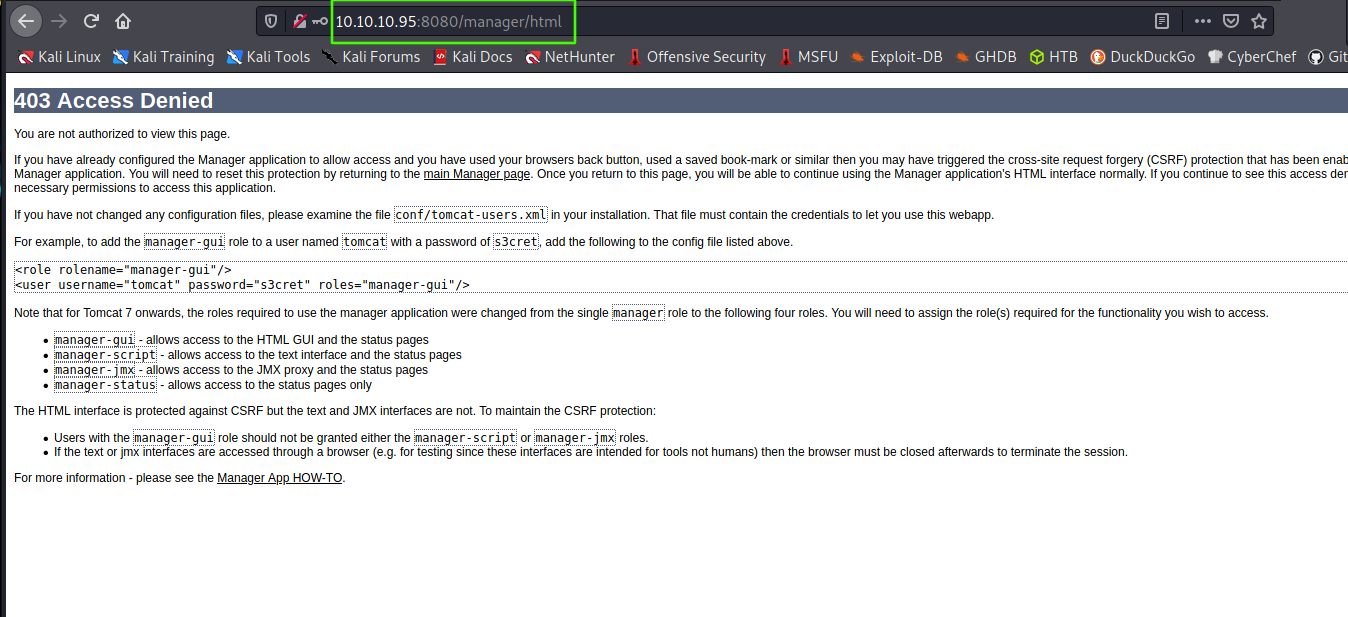 10.10.10.95:8080/manager/html
Kali Linux Kali Training Kali Tools Kali Forums Kali Docs NetHunter Offensive Security MSFU Exploit-DB GHDB HTB DuckDuckGo CyberChef Git
403 Access Denied
You are not authorized to view this page.
If you have already configured the Manager application to allow access and you have used your browsers back button, used a saved book-mark or similar then you may have triggered the cross-site request forgery (CSRF) protection that has been enab
Manager application. You will need to reset this protection by returning to the main Manager page. Once you return to this page, you will be able to continue using the Manager application's HTML interface normally. If you continue to see this access den
necessary permissions to access this application.
If you have not changed any configuration files, please examine the file conf/tomcat-users.xml in your installation. That file must contain the credentials to let you use this webapp.
For example, to add the manager-gui role to a user named tomcat with a password of s3cret, add the following to the config file listed above.
<role rolename="manager-gui"/>
<user username="tomcat" password="s3cret" roles="manager-gui"/>
Note that for Tomcat 7 onwards, the roles required to use the manager application were changed from the single manager role to the following four roles. You will need to assign the role(s) required for the functionality you wish to access.
• manager-gui - allows access to the HTML GUI and the status pages
• manager-script - allows access to the text interface and the status pages
• manager-jmx - allows access to the JMX proxy and the status pages
• manager-status - allows access to the status pages only
The HTML interface is protected against CSRF but the text and JMX interfaces are not. To maintain the CSRF protection:
• Users with the manager-gui role should not be granted either the manager-script or manager-jmx roles.
• If the text or jmx interfaces are accessed through a browser (e.g. for testing since these interfaces are intended for tools not humans) then the browser must be closed afterwards to terminate the session.
For more information - please see the Manager App HOW-TO.